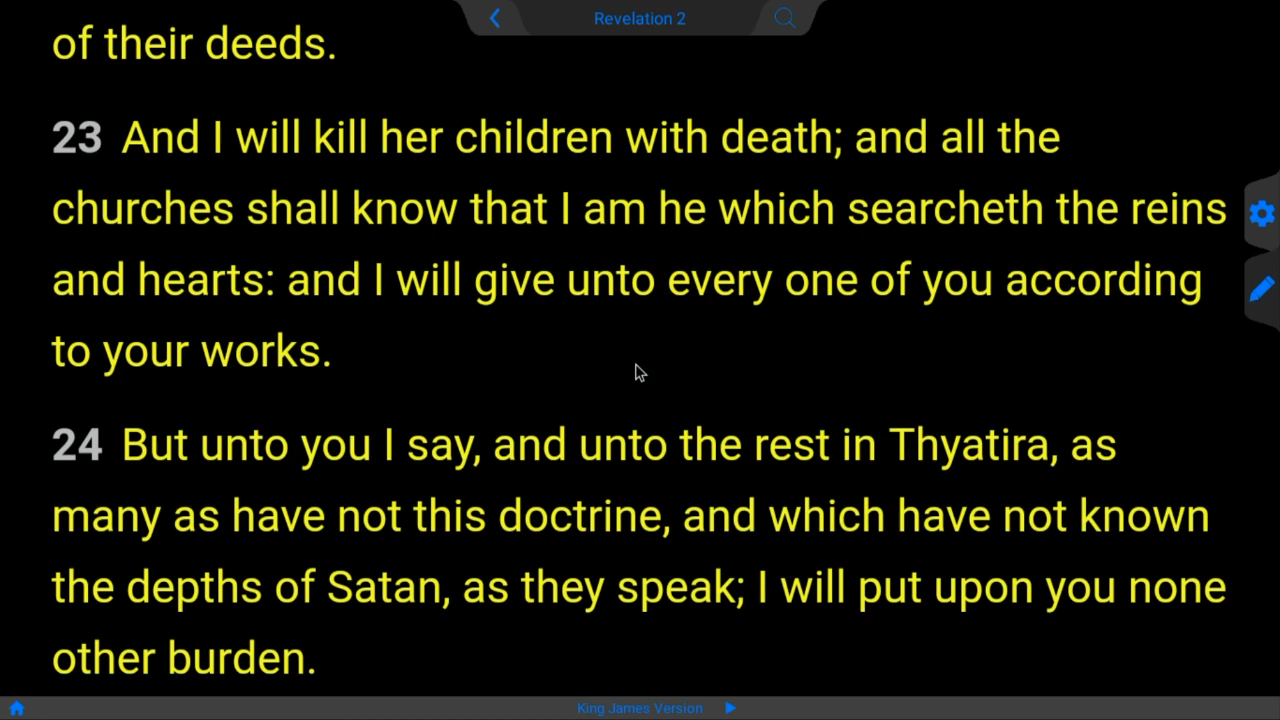 Revelation 2
of their deeds.
23 And I will kill her children with death; and all the
churches shall know that I am he which searcheth the reins
and hearts: and I will give unto every one of you according
to your works.
24 But unto you I say, and unto the rest in Thyatira, as
many as have not this doctrine, and which have not known
the depths of Satan, as they speak; I will put upon you none
other burden.
King James Version